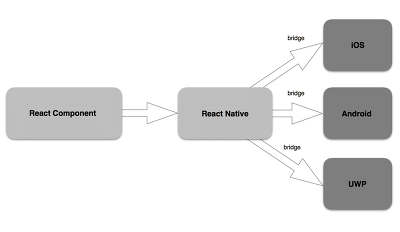 bridge
iOS
React Component
React Native
bridge
Android
bridge
UWP